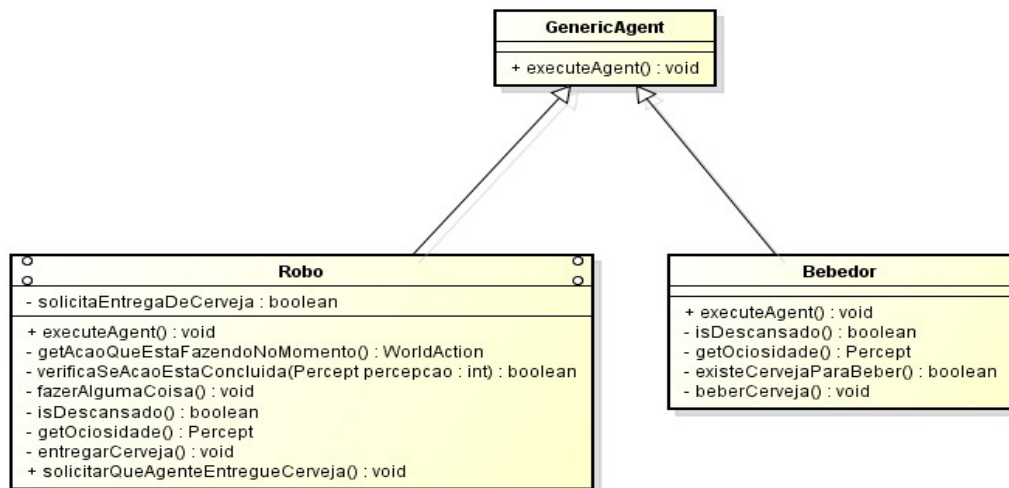 GenericAgent
+ executeAgent() : void
Robo
- solicitaEntregaDeCerveja : boolean
+ executeAgent() : void
- getAcaoQueEstaFazendoNoMomento() : WorldAction
- verificaSeAcaoEstaConcluida(Percept percepcao : int) : boolean
- fazerAlgumaCoisa() : void
- isDescansado() : boolean
- getOciosidade() : Percept
- entregarCerveja() : void
+ solicitarQueAgenteEntregueCerveja() : void
Bebedor
+ executeAgent() : void
- isDescansado() : boolean
- getOciosidade() : Percept
- existeCervejaParaBeber() : boolean
- beberCerveja() : void